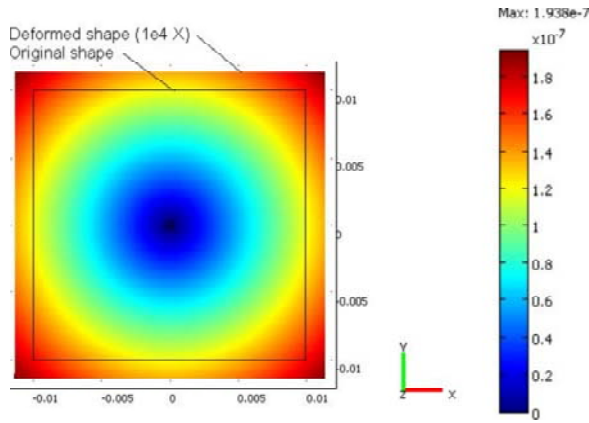 Max: 1.938e-7
Deformed shape (1e4 X)
Original shape
x10-7
1.8
1.6
1.4
1.2
1
0.8
0.6
0.4
0.2
0
0.01
0.005
0
-0.005
-0.01
-0.01
-0.005
0
0.005
0.01
Y
Z
X